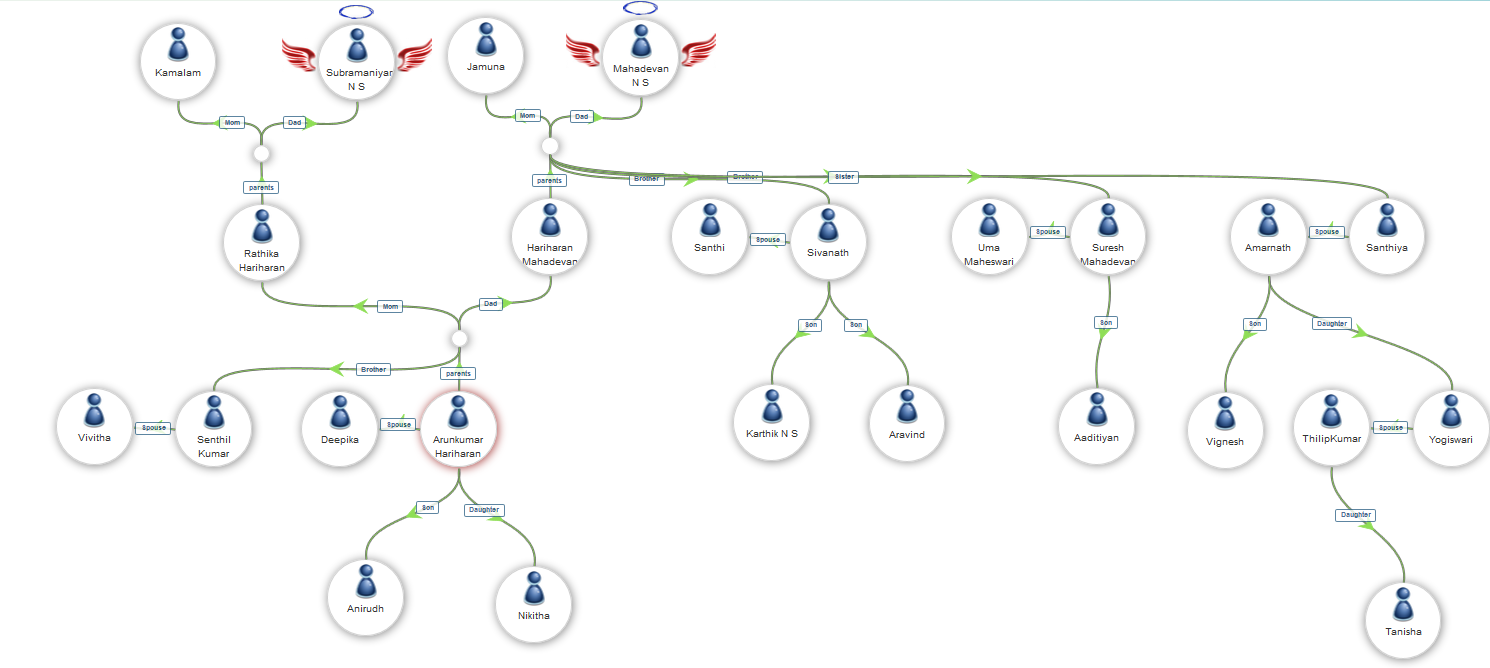 Kamalam
Subramaniyan
N S
Jamuna
Mahadevan
N S
Mom
Dad
Mom
Dad
parents
parents
Brother
Brother
Sister
Rathika
Hariharan
Hariharan
Mahadevan
Santhi
Spouse
Sivanath
Uma
Maheswari
Spouse
Suresh
Mahadevan
Amarnath
Spouse
Santhiya
Mom
Dad
Son
Son
Son
Son
Daughter
Brother
parents
Vivitha
Spouse
Senthil
Kumar
Deepika
Spouse
Arunkumar
Hariharan
Karthik N S
Aravind
Aaditiyan
Vignesh
ThilipKumar
Spouse
Yogiswari
Son
Daughter
Daughter
Anirudh
Nikitha
Tanisha